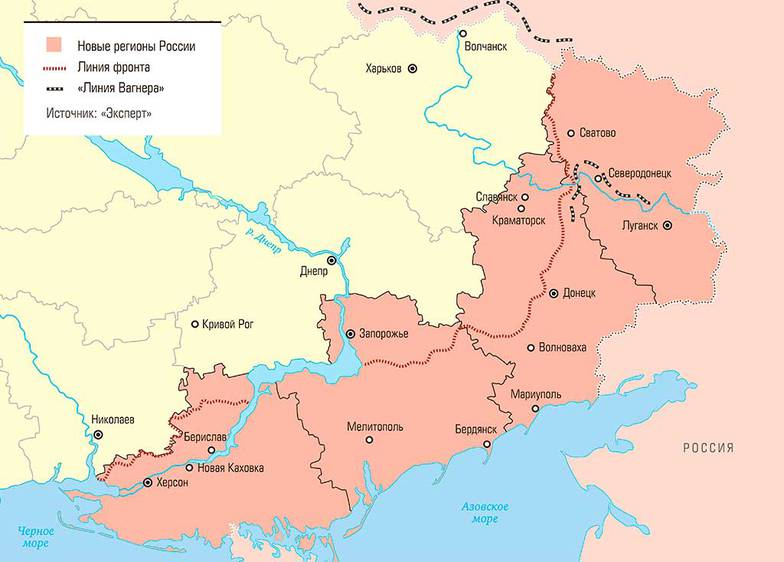 Новые регионы России
Линия фронта
«Линия Вагнера»
Источник: «Эксперт»
Волчанск
Харьков
Сватово
Северодонецк
Славянск
Краматорск
Луганск
р. Днепр
Днепр
Донецк
Кривой Рог
Запорожье
Волноваха
Мариуполь
Николаев
Мелитополь
Бердянск
Берислав
РОССИЯ
Новая Каховка
Херсон
Азовское
море
Черное
море